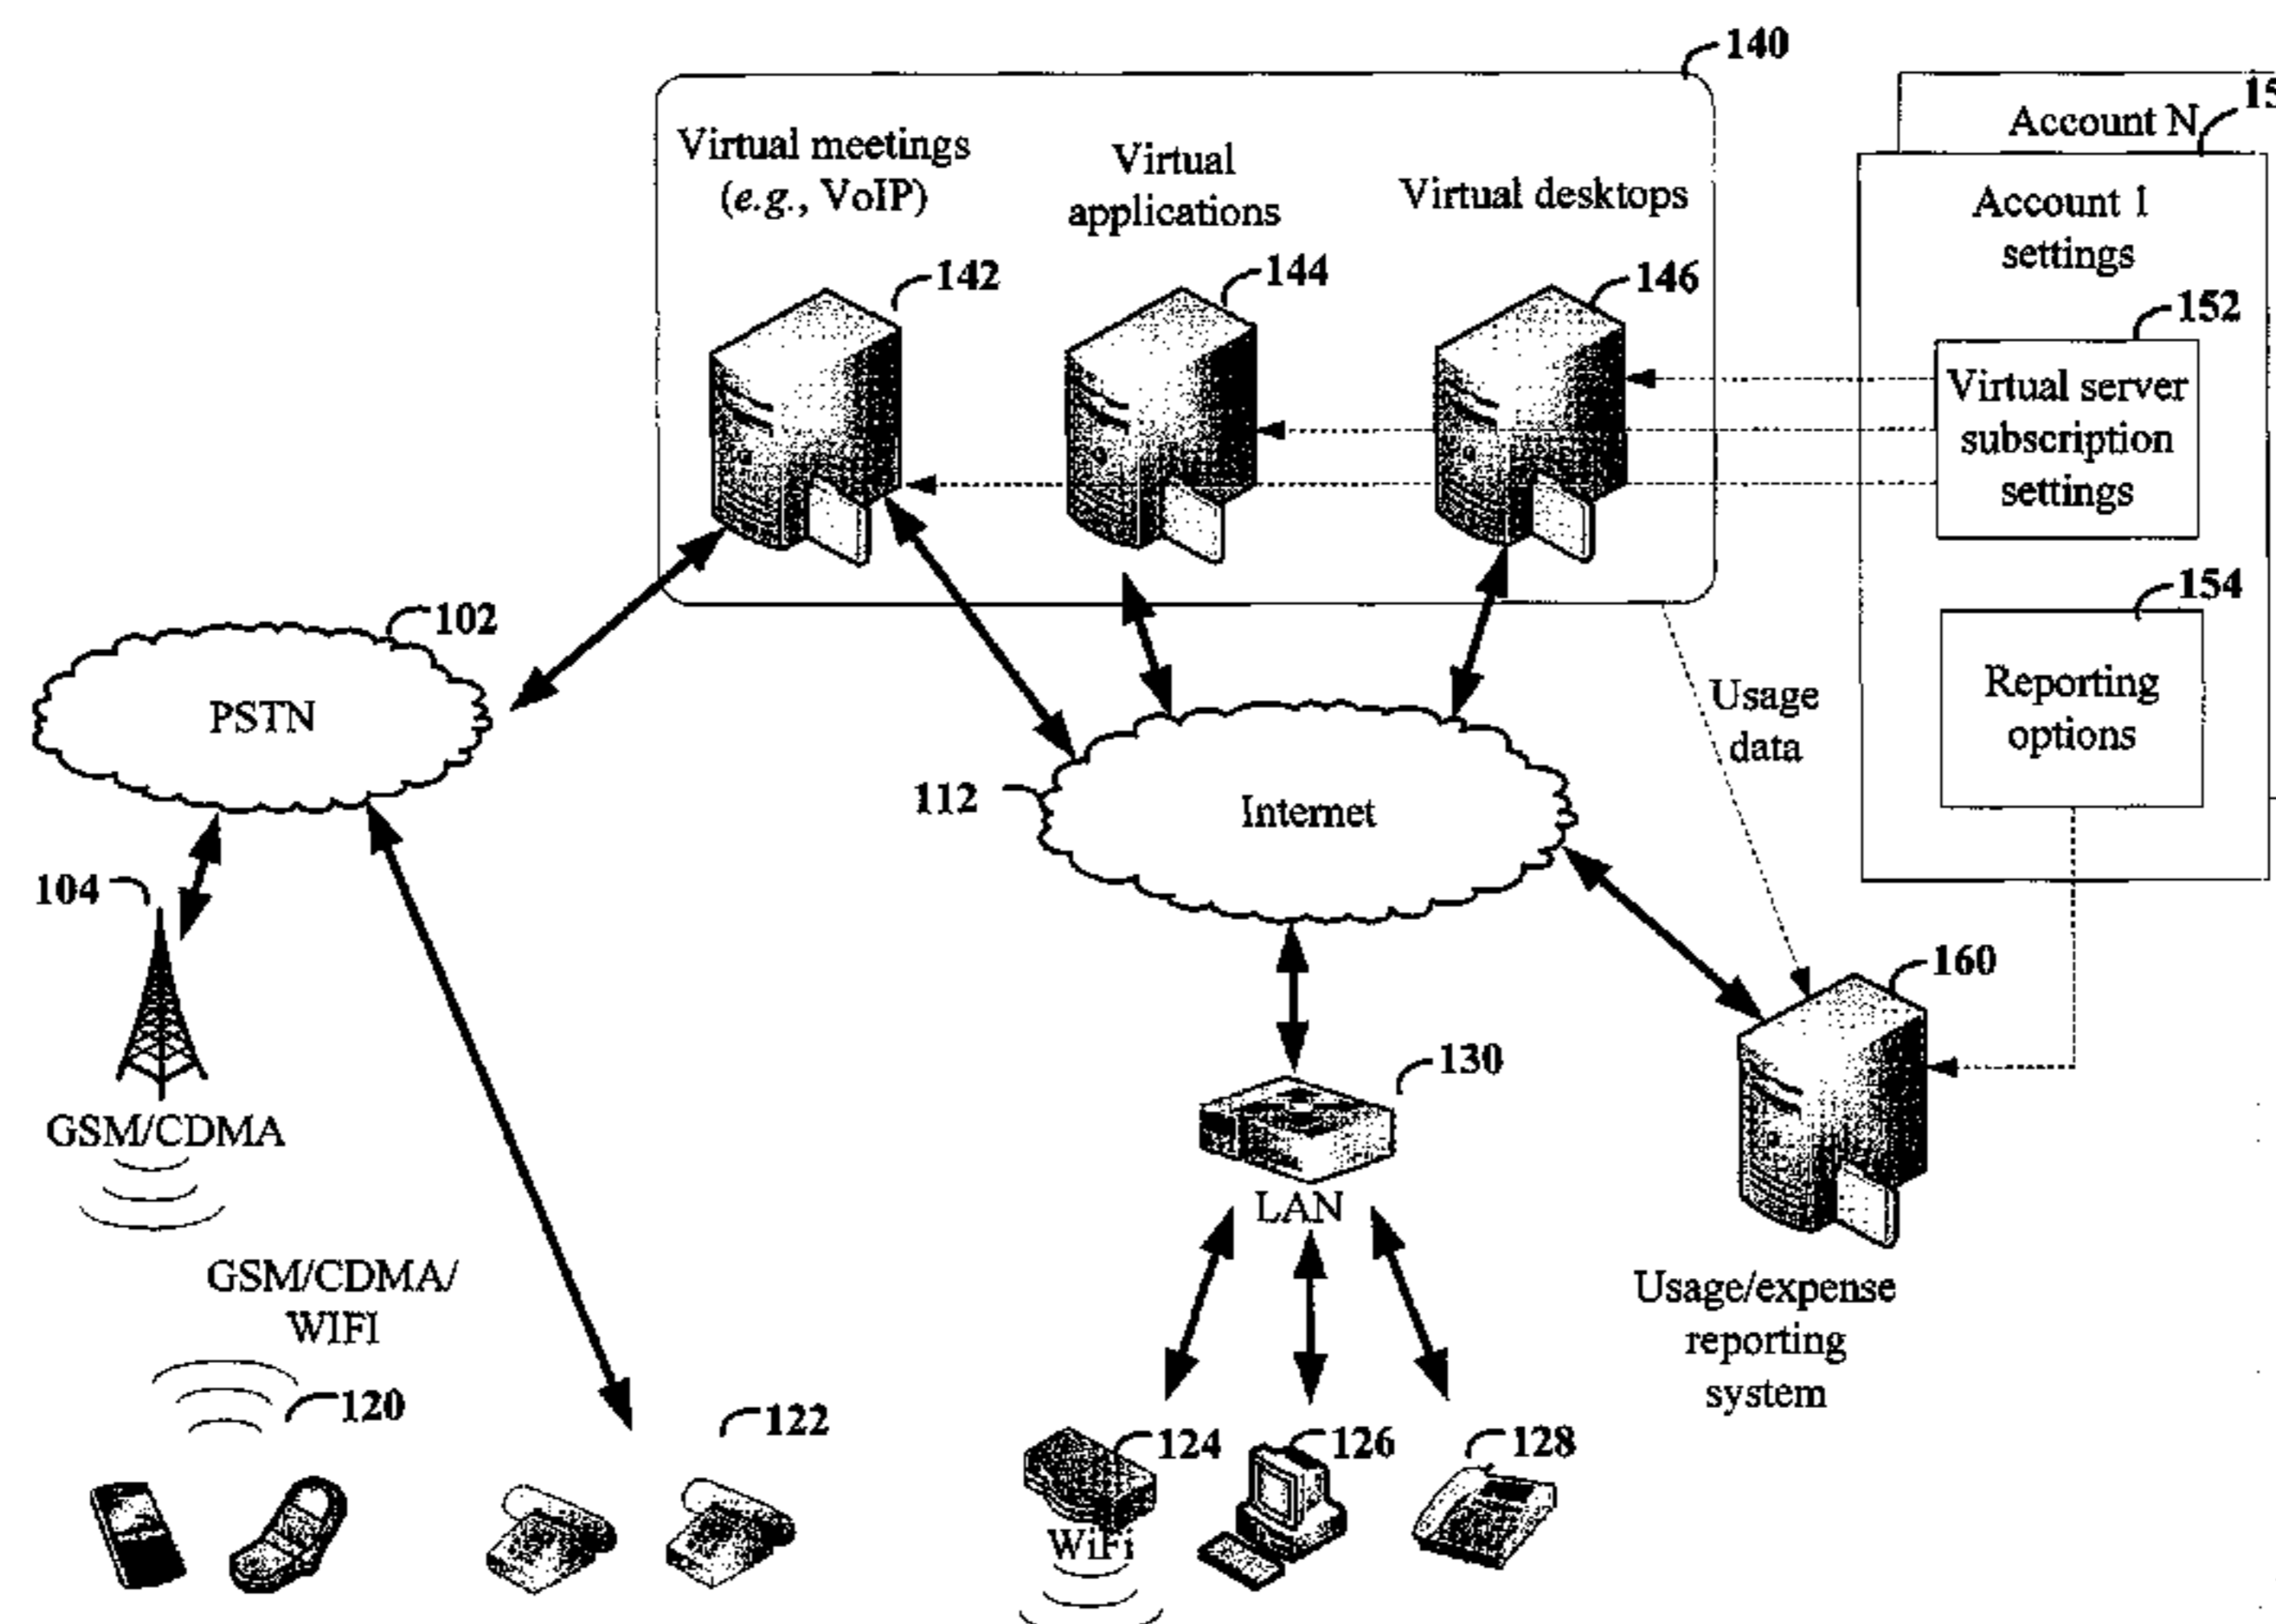 140
15
Account N
Virtual meetings
(e.g., VoIP)
Virtual
applications
Virtual desktops
Account 1
settings
142
144
146
152
Virtual server
subscription
settings
102
154
PSTN
Usage
data
Reporting
options
112
Internet
104
160
130
GSM/CDMA
LAN
GSM/CDMA/
WIFI
Usage/expense
reporting
system
120
122
124
126
128
WiFi